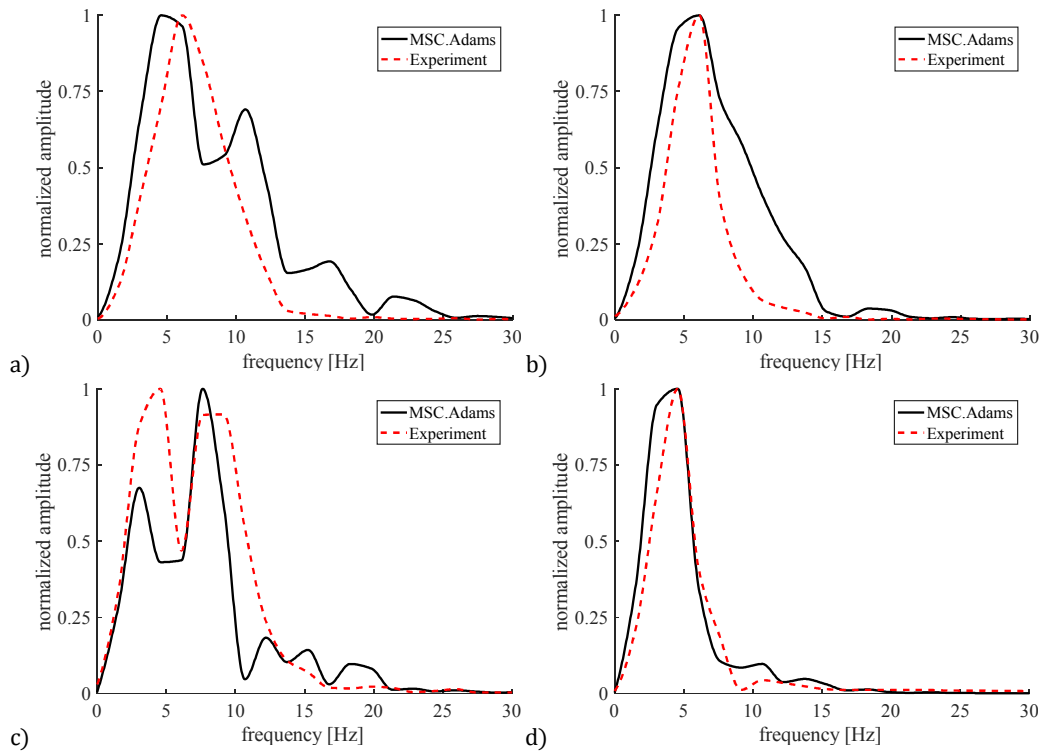 1
0.75
0.5
0.25
0
normalized amplitude
MSC.Adams
Experiment
0 5 10 15 20 25 30
frequency [Hz]
a)
1
0.75
0.5
0.25
0
normalized amplitude
MSC.Adams
Experiment
0 5 10 15 20 25 30
frequency [Hz]
b)
1
0.75
0.5
0.25
0
normalized amplitude
MSC.Adams
Experiment
0 5 10 15 20 25 30
frequency [Hz]
c)
1
0.75
0.5
0.25
0
normalized amplitude
MSC.Adams
Experiment
0 5 10 15 20 25 30
frequency [Hz]
d)